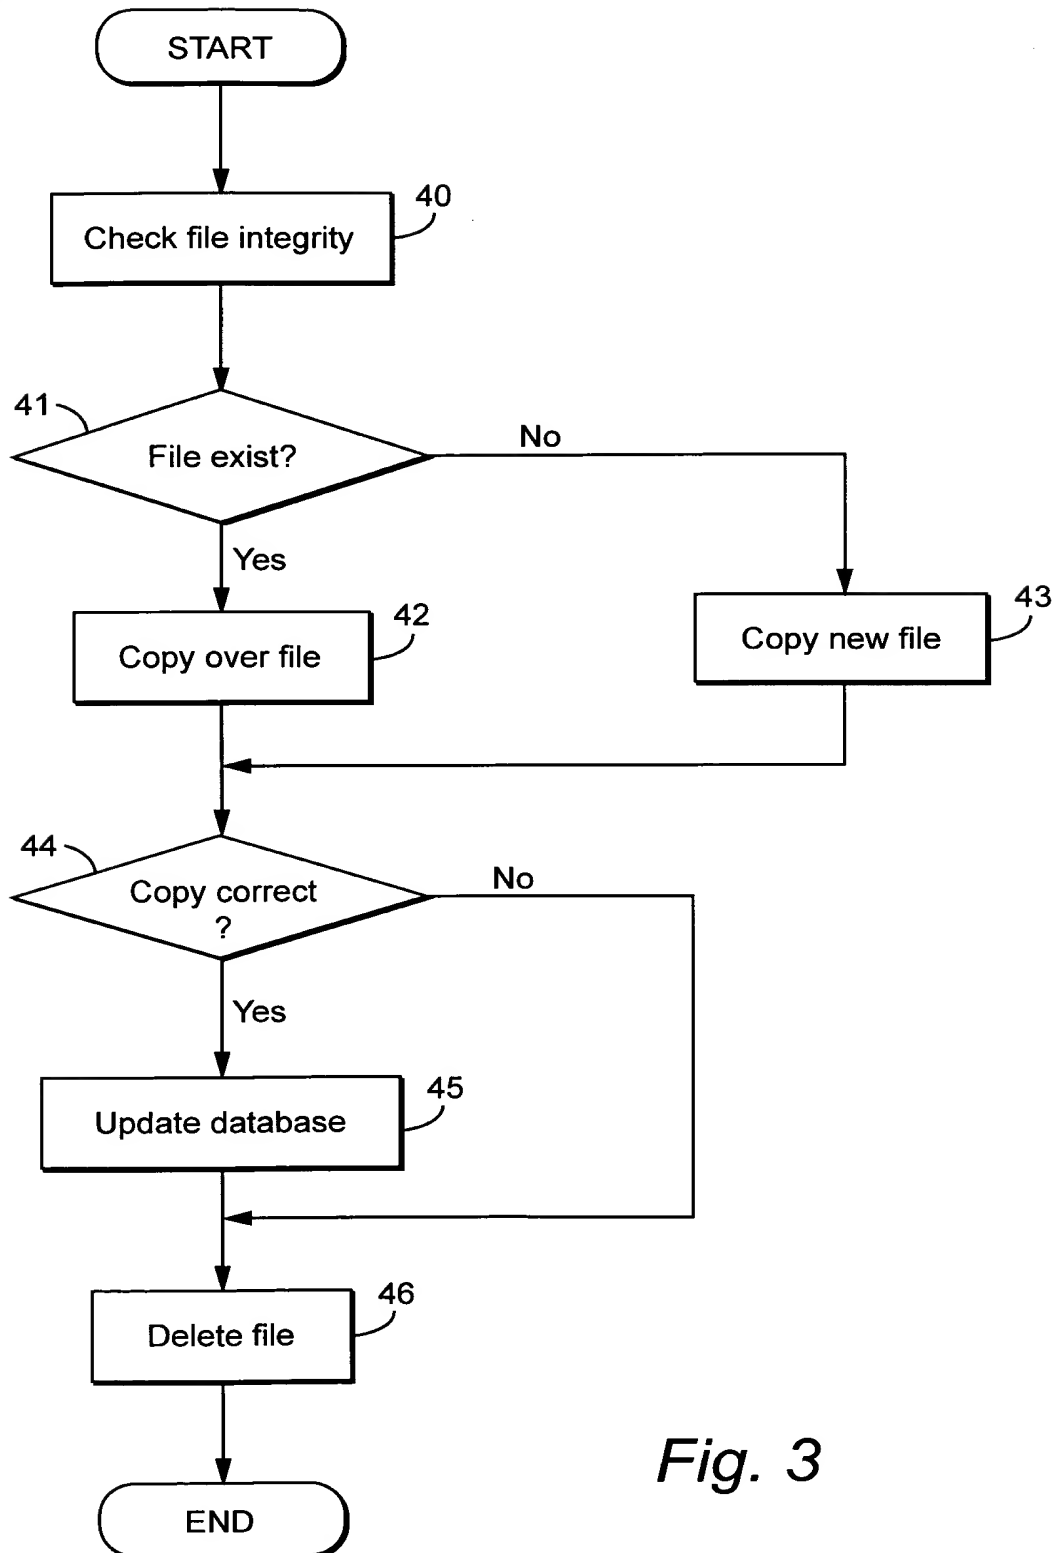 START
40
Check file integrity
41
File exist?
No
Yes
42
43
Copy over file
Copy new file
44
Copy correct
?
No
Yes
45
Update database
46
Delete file
END
Fig. 3